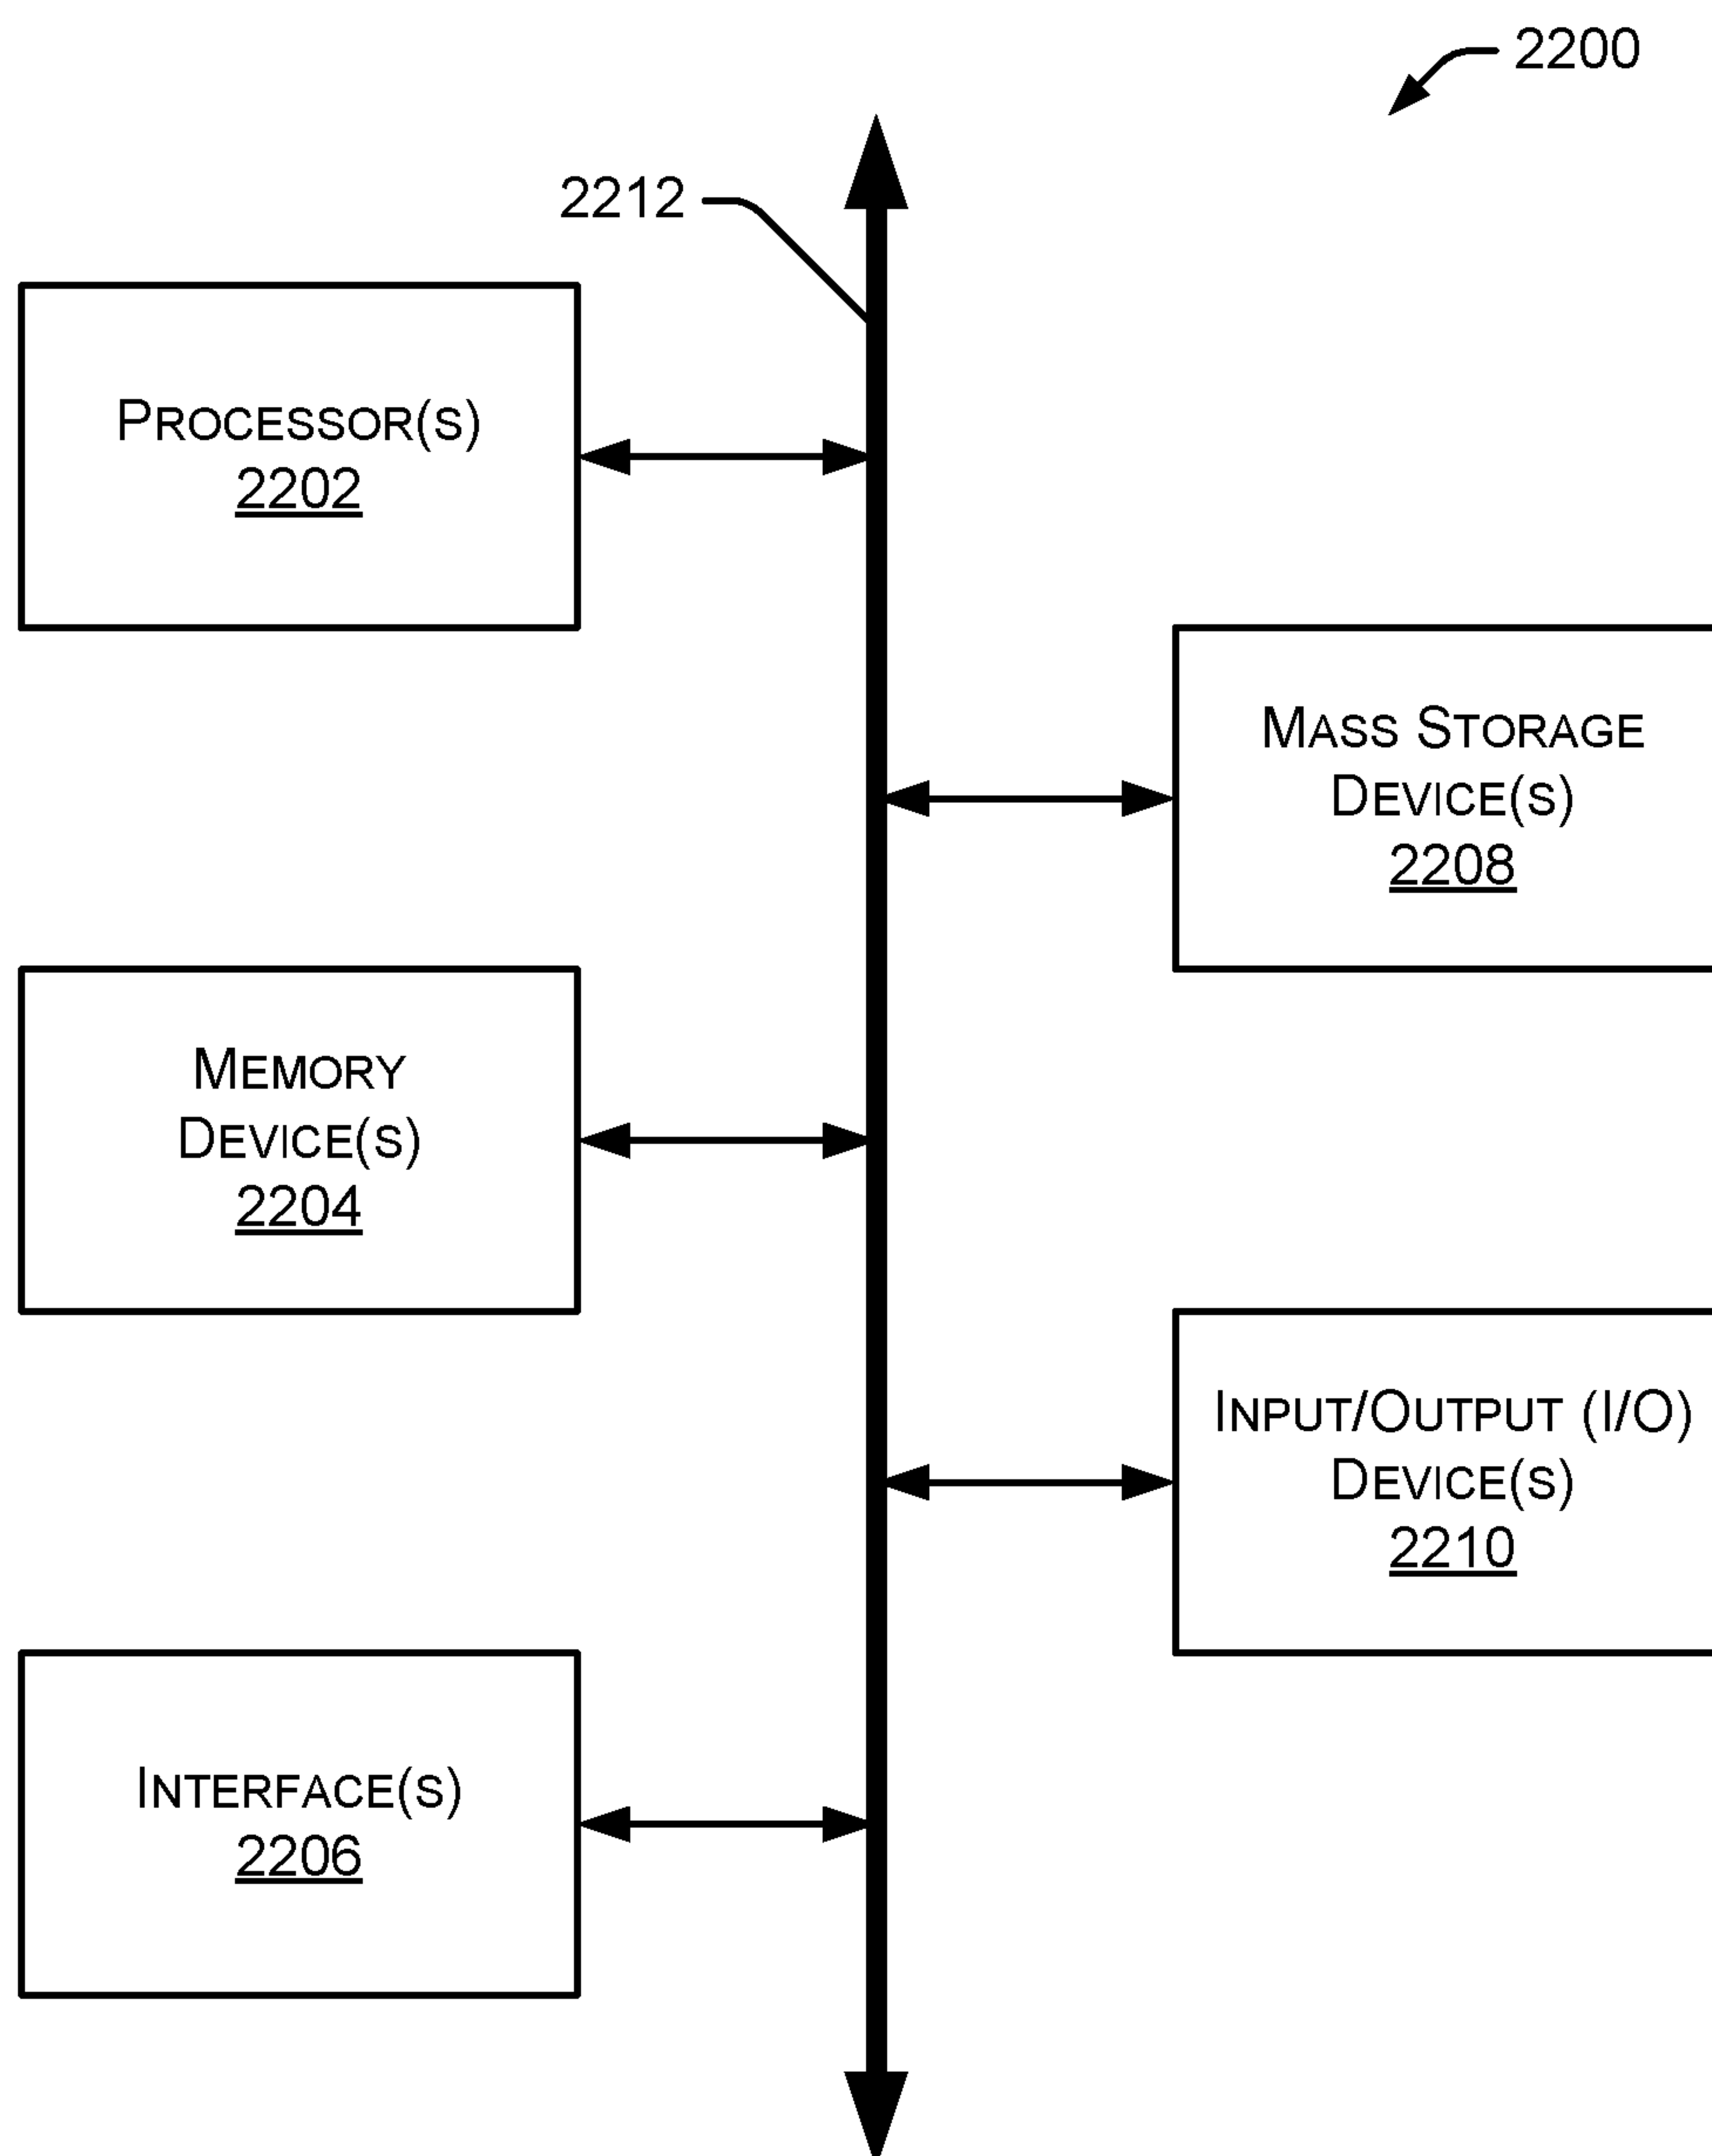 2200
2212
PROCESSOR(S)
2202
MASS STORAGE
DEVICE(S)
2208
MEMORY
DEVICE(S)
2204
INPUT/OUTPUT (I/O)
DEVICE(S)
2210
INTERFACE(S)
2206